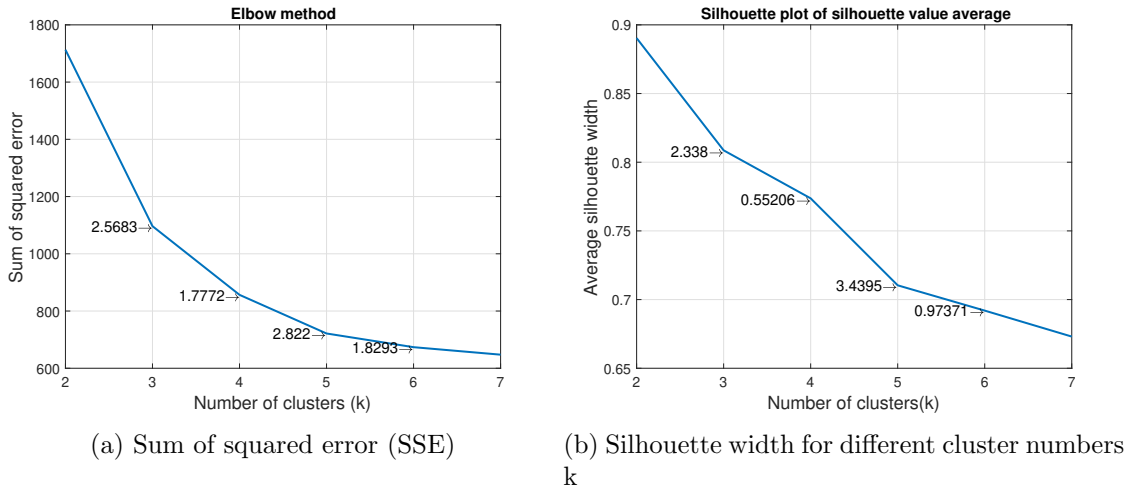 Elbow method
1800
1600
1400
1200
1000
800
600
Sum of squared error
2.5683
1.7772
2.822
1.8293
2 3 4 5 6 7
Number of clusters (k)
(a) Sum of squared error (SSE)
Silhouette plot of silhouette value average
0.9
0.85
0.8
0.75
0.7
0.65
Average silhouette width
2.338
0.55206
3.4395
0.97371
2 3 4 5 6 7
Number of clusters(k)
(b) Silhouette width for different cluster numbers
k